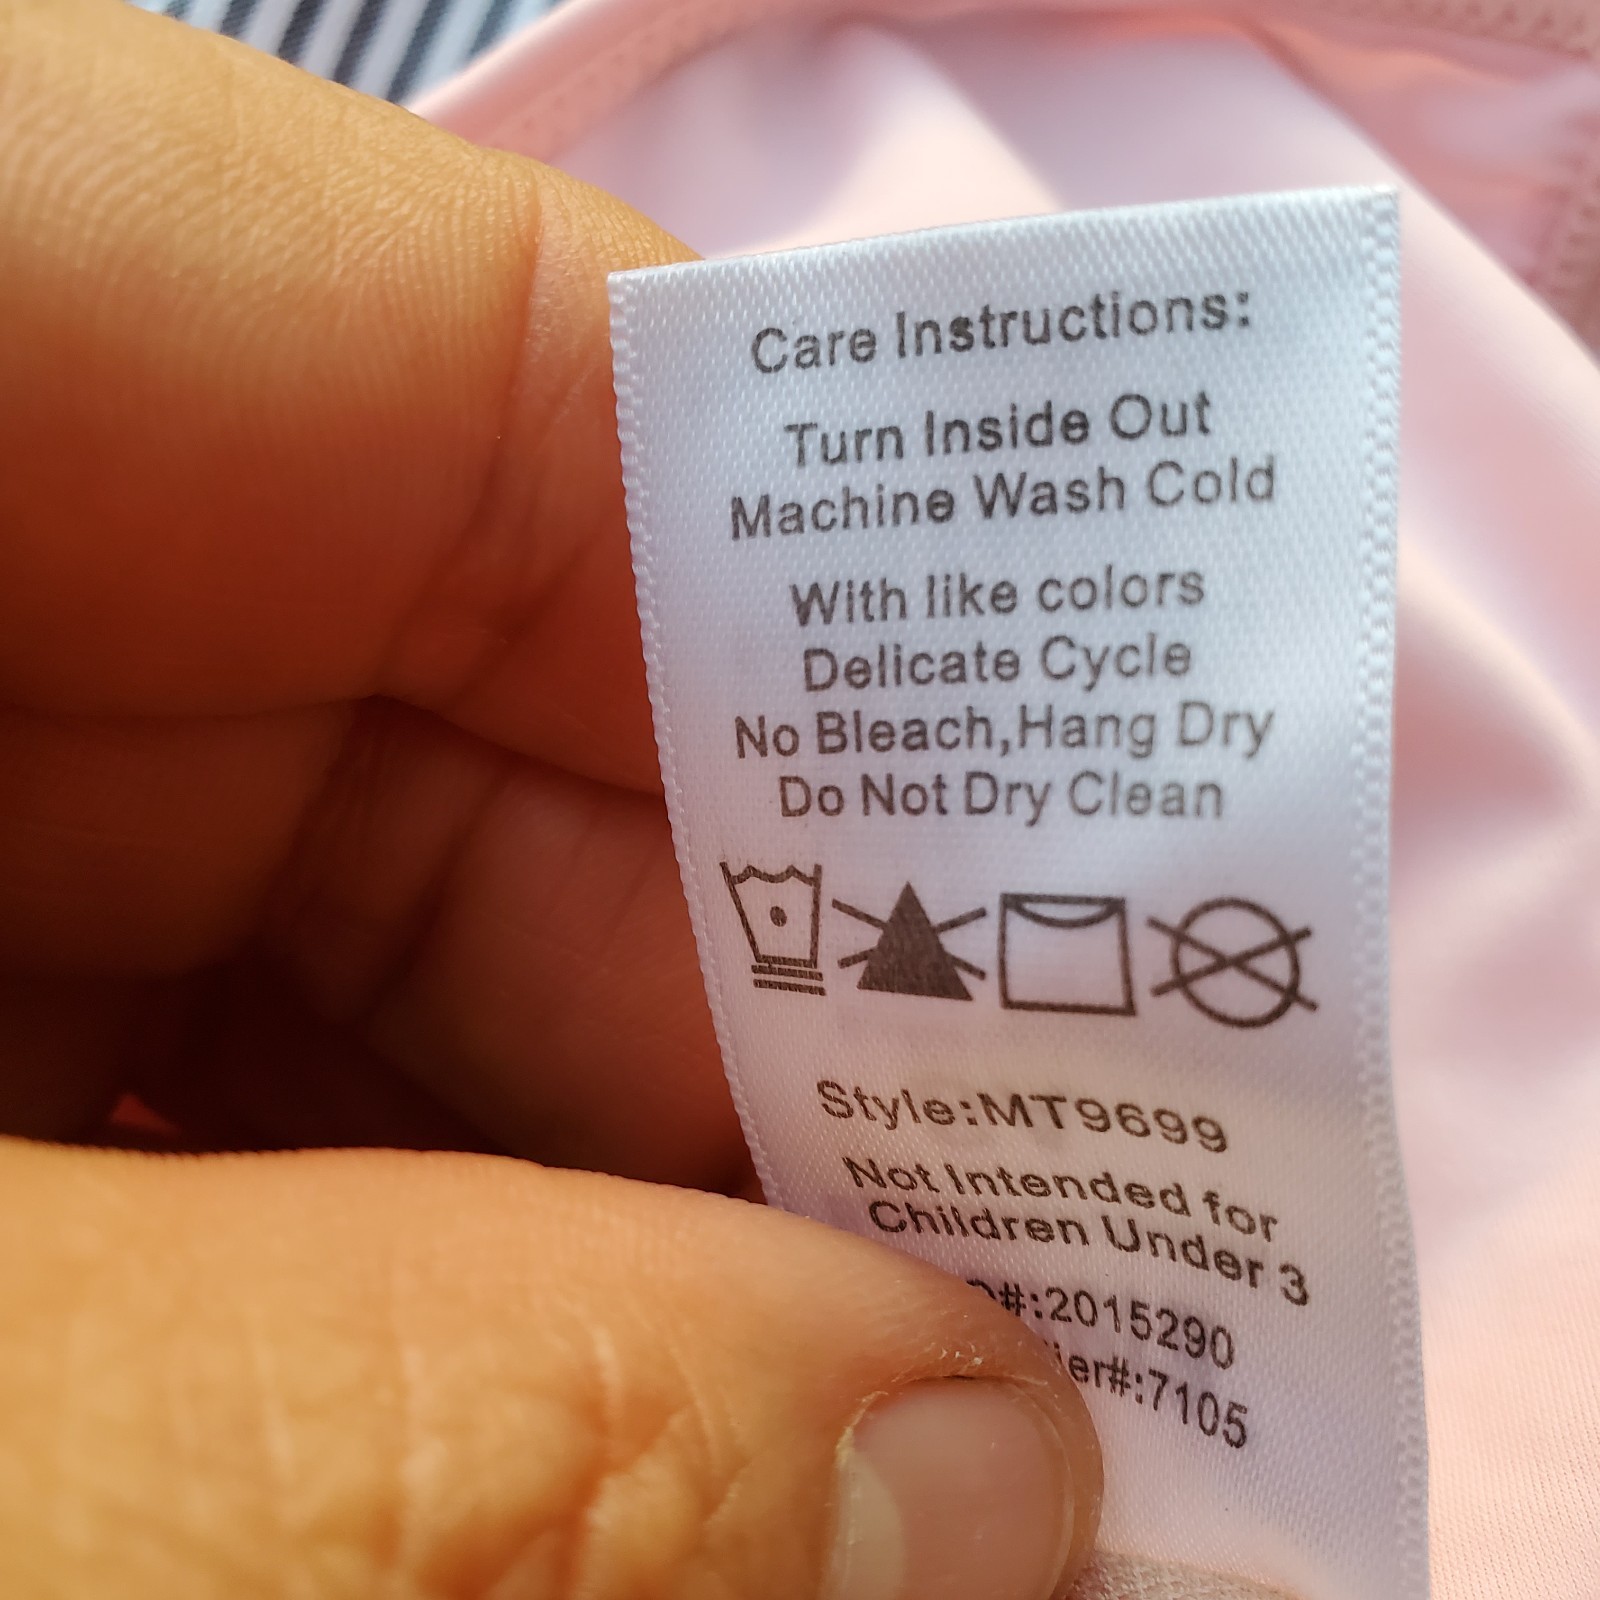 Care Instructions:
Turn Inside Out
Machine Wash Cold
With like colors
Delicate Cycle
No Bleach,Hang Dry
Do Not Dry Clean
Style:MT9699
Not Intended for
Children Under 3
#:2015290
ier#:7105